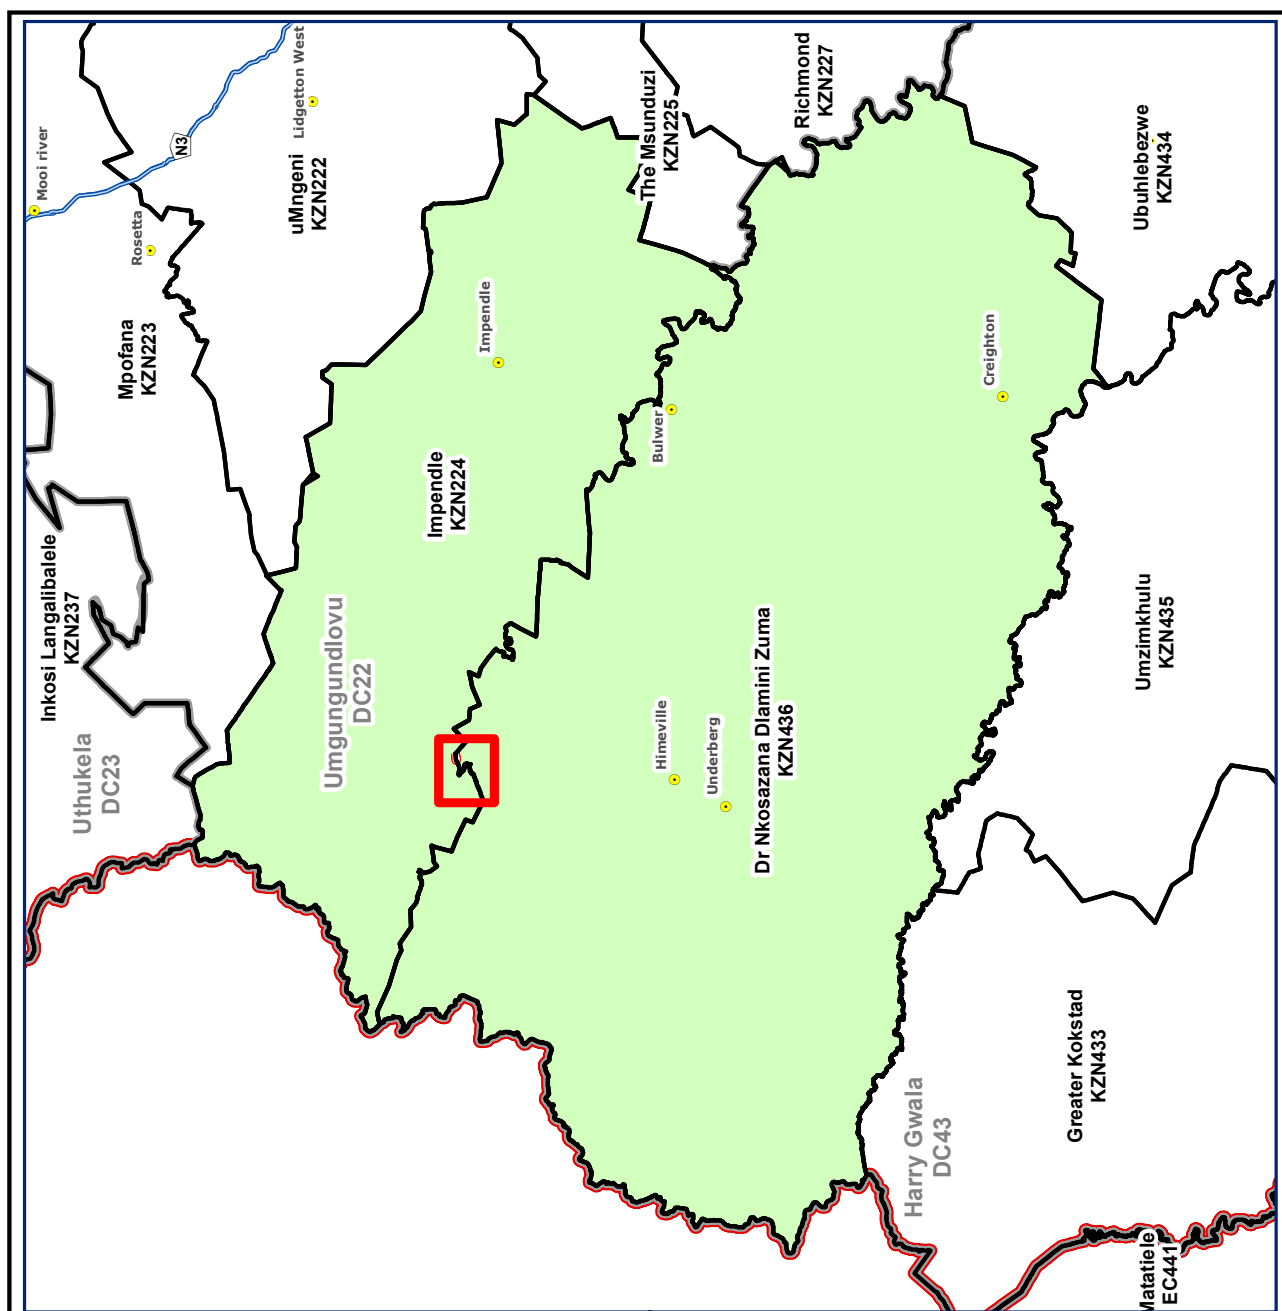 Mooi river
N3
Lidgetton West
Rosetta
uMngeni
KZN222
Mpofana
KZN223
The Msunduzi
KZN225
Richmond
KZN227
Ubuhlebezwe
KZN434
Impendle
Impendle
KZN224
Bulwer
Creighton
Inkosi Langalibalele
KZN237
Uthukela
DC23
Umgungundlovu
DC22
Himeville
Underberg
Dr Nkosazana Dlamini Zuma
KZN436
Umzimkhulu
KZN435
Greater Kokstad
KZN433
Harry Gwala
DC43
Matatiele
EC441